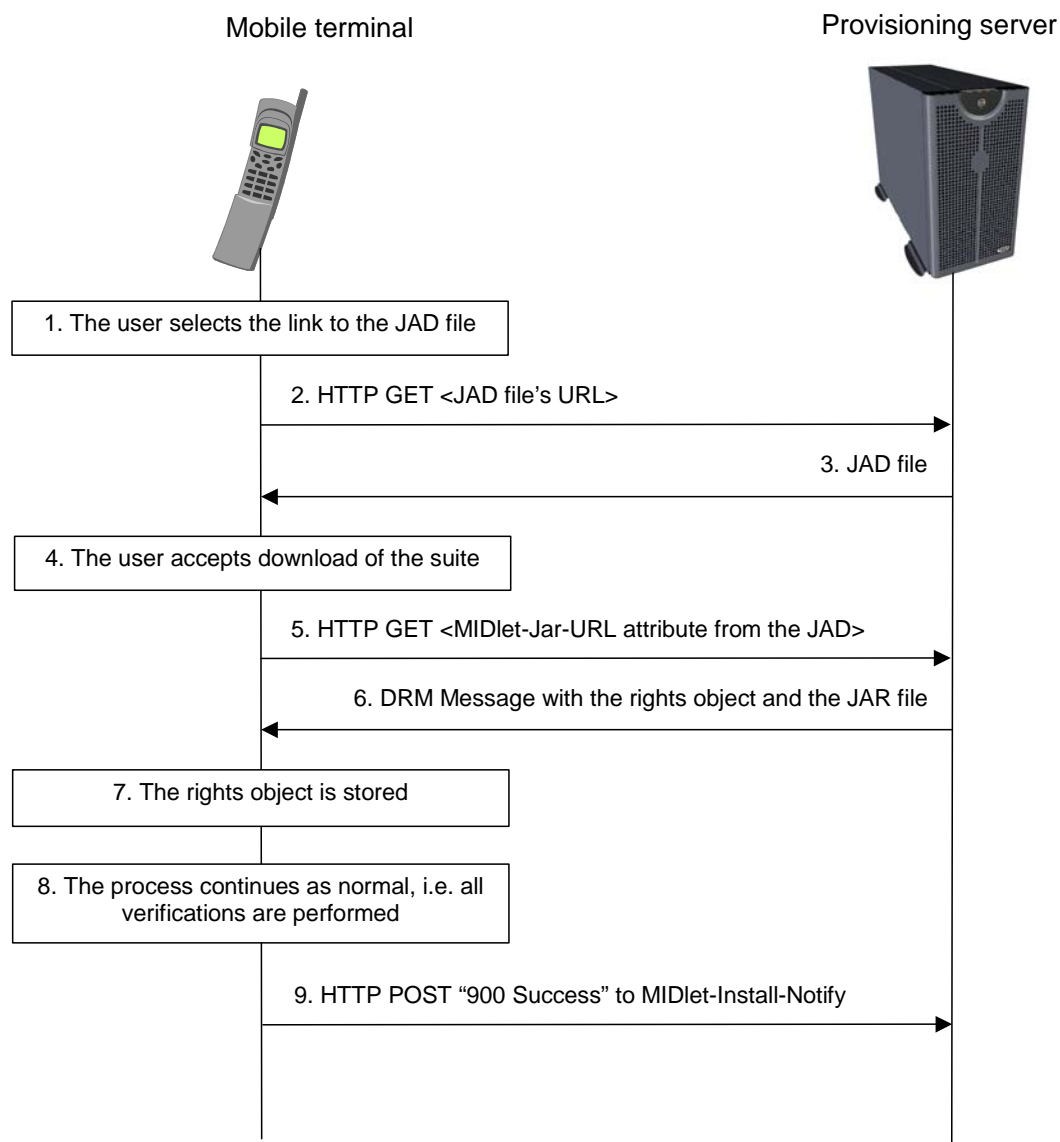 Mobile terminal
Provisioning server
1. The user selects the link to the JAD file
2. HTTP GET <JAD file's URL>
3. JAD file
4. The user accepts download of the suite
5. HTTP GET <MIDlet-Jar-URL attribute from the JAD>
6. DRM Message with the rights object and the JAR file
7. The rights object is stored
8. The process continues as normal, i.e. all
verifications are performed
9. HTTP POST “900 Success” to MIDlet-Install-Notify